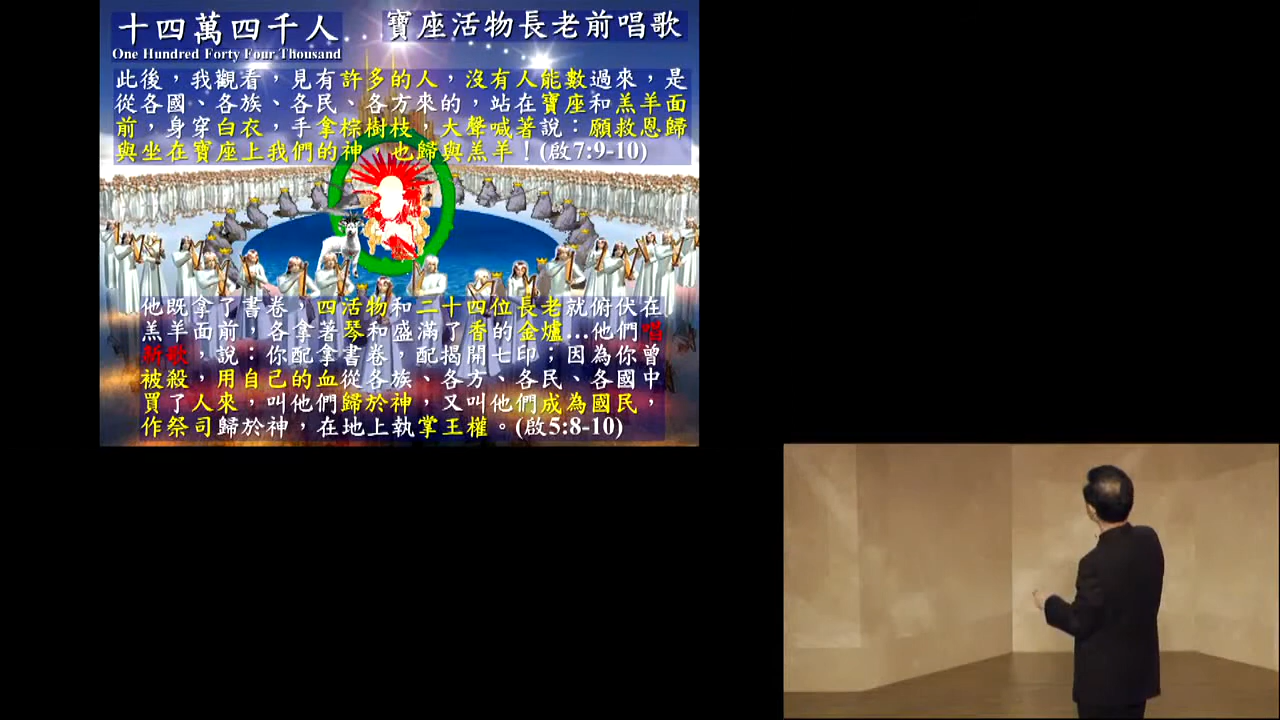 十四萬四千人
One Hundred Forty Four Thousand
寶座活物長老前唱歌
此後，我觀看，見有許多的人，沒有人能數過來，是
從各國、各族、各民、各方來的，站在寶座和羔羊面
前，身穿白衣，手拿棕樹枝，大聲喊著說：願救恩歸
與坐在寶座上我們的神，也歸與羔羊！(啟7:9-10)
他既拿了書卷，四活物和二十四位長老就俯伏在
羔羊面前，各拿著琴和盛滿了香的金爐...他們唱
新歌，說：你配拿書卷，配揭開七印；因為你曾
被殺，用自己的血從各族、各方、各民、各國中
買了人來，叫他們歸於神，又叫他們成為國民，
作祭司歸於神，在地上執掌王權。(啟5:8-10)